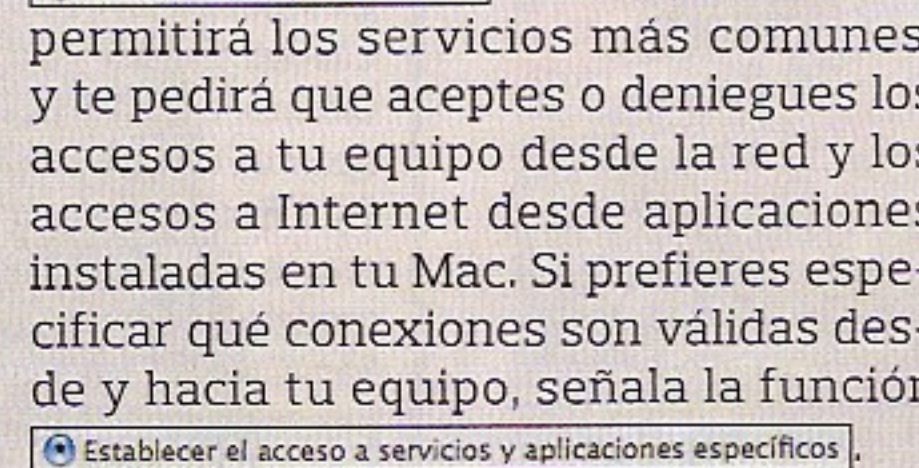 permitirá los servicios más comunes
y te pedirá que aceptes o deniegues los
accesos a tu equipo desde la red y los
accesos a Internet desde aplicaciones
instaladas en tu Mac. Si prefieres espe-
cificar qué conexiones son válidas des-
de y hacia tu equipo, señala la función
Establecer el acceso a servicios y aplicaciones específicos.